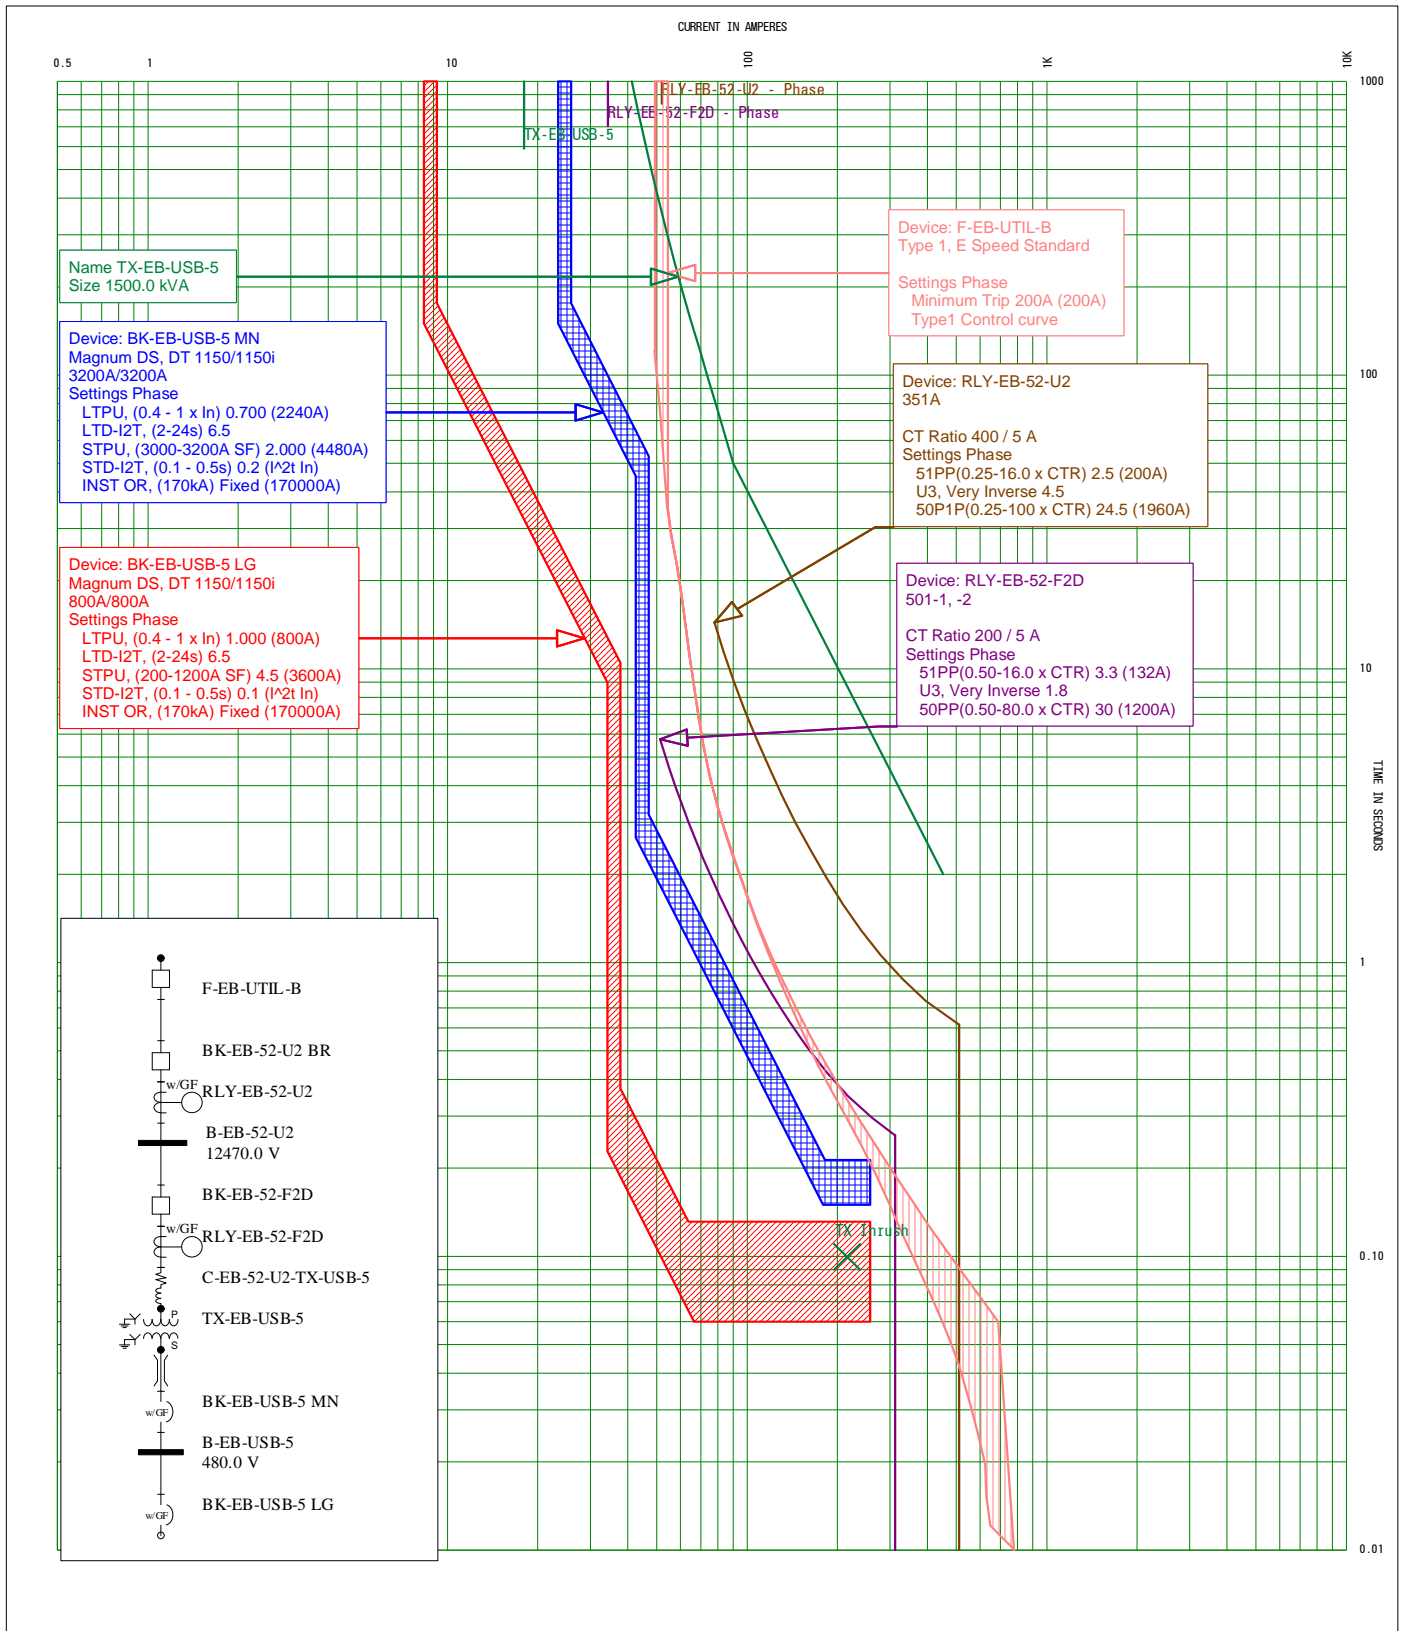 CURRENT IN AMPERES
0.5 1 10 100 1K 10K
1000
RLY-EB-52-U2 - Phase
RLY-EB-52-F2D - Phase
TX-EB-USB-5
Device: F-EB-UTIL-B
Type 1, E Speed Standard
Settings Phase
Minimum Trip 200A (200A)
Type1 Control curve
Name TX-EB-USB-5
Size 1500.0 kVA
Device: BK-EB-USB-5 MN
Magnum DS, DT 1150/1150i
3200A/3200A
Settings Phase
LTPU, (0.4 - 1 x In) 0.700 (2240A)
LTD-I2T, (2-24s) 6.5
STPU, (3000-3200A SF) 2.000 (4480A)
STD-I2T, (0.1 - 0.5s) 0.2 (I^2t In)
INST OR, (170kA) Fixed (170000A)
100
Device: RLY-EB-52-U2
351A
CT Ratio 400 / 5 A
Settings Phase
51PP(0.25-16.0 x CTR) 2.5 (200A)
U3, Very Inverse 4.5
50P1P(0.25-100 x CTR) 24.5 (1960A)
Device: BK-EB-USB-5 LG
Magnum DS, DT 1150/1150i
800A/800A
Settings Phase
LTPU, (0.4 - 1 x In) 1.000 (800A)
LTD-I2T, (2-24s) 6.5
STPU, (200-1200A SF) 4.5 (3600A)
STD-I2T, (0.1 - 0.5s) 0.1 (I^2t In)
INST OR, (170kA) Fixed (170000A)
Device: RLY-EB-52-F2D
501-1, -2
CT Ratio 200 / 5 A
Settings Phase
51PP(0.50-16.0 x CTR) 3.3 (132A)
U3, Very Inverse 1.8
50PP(0.50-80.0 x CTR) 30 (1200A)
10
TIME IN SECONDS
1
F-EB-UTIL-B
BK-EB-52-U2 BR
w/GF
RLY-EB-52-U2
B-EB-52-U2
12470.0 V
BK-EB-52-F2D
w/GF
RLY-EB-52-F2D
TX Inrush
0.10
C-EB-52-U2-TX-USB-5
P
TX-EB-USB-5
S
BK-EB-USB-5 MN
w/GF
B-EB-USB-5
480.0 V
BK-EB-USB-5 LG
w/GF
0.01